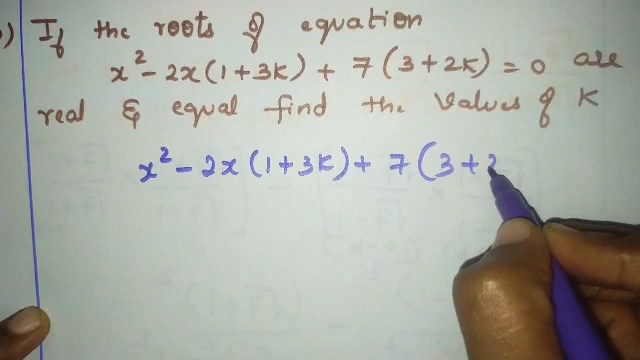 ) If the roots of equation
x² - 2x (1 + 3k) + 7 (3 + 2k) = 0 are
real & equal find the values of k
x² - 2x (1 + 3k) + 7 (3 + 2